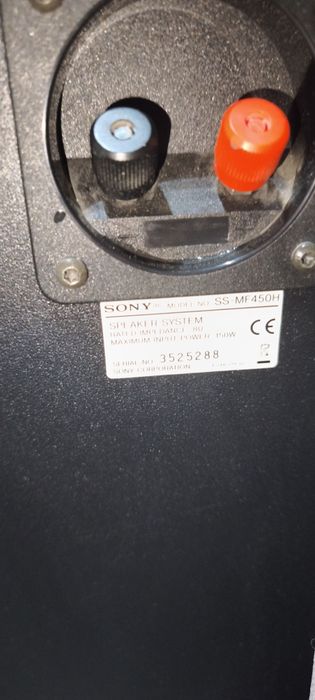 SONY® MODEL NO. SS-MF450H
SPEAKER SYSTEM
RATED IMPEDANCE 8Ω
MAXIMUM INPUT POWER 150W
CE
SERIAL NO. 3525288
SONY CORPORATION